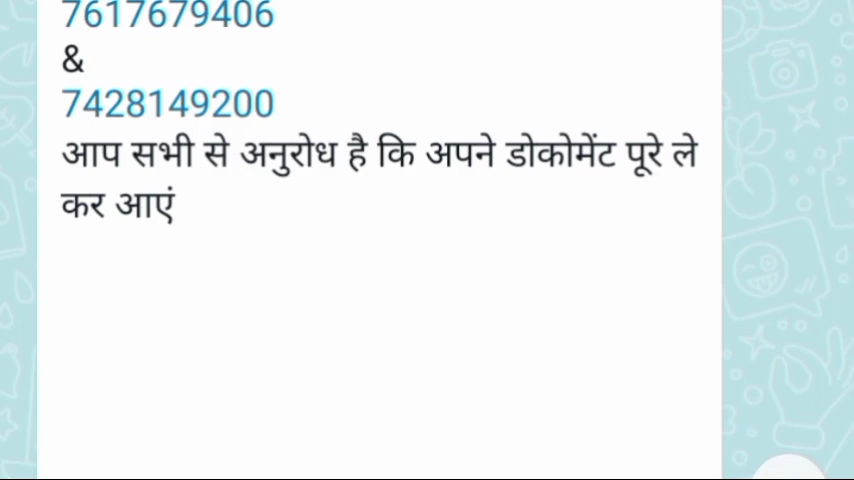 7617679406
&
7428149200
आप सभी से अनुरोध है कि अपने डोकोमेंट पूरे ले
कर आएं